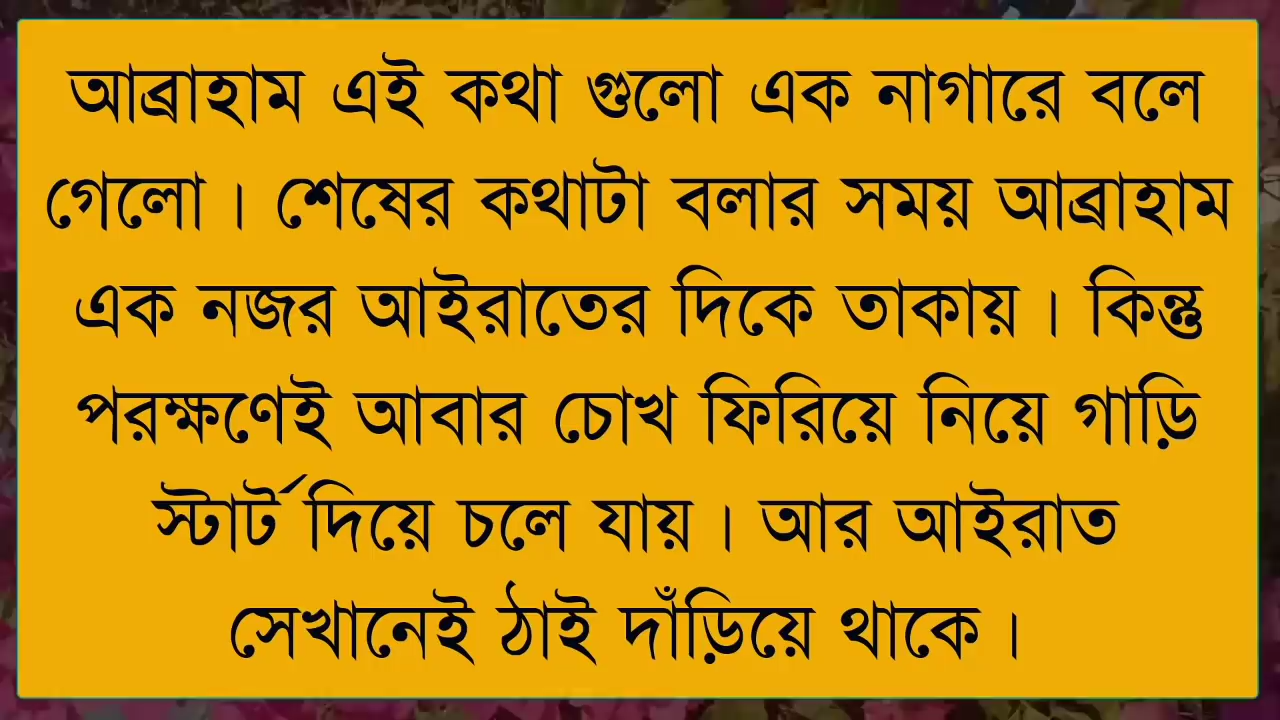 আব্রাহাম এই কথা গুলো এক নাগারে বলে
গেলো। শেষের কথাটা বলার সময় আব্রাহাম
এক নজর আইরাতের দিকে তাকায়। কিন্তু
পরক্ষণেই আবার চোখ ফিরিয়ে নিয়ে গাড়ি
স্টার্ট দিয়ে চলে যায়। আর আইরাত
সেখানেই ঠাই দাঁড়িয়ে থাকে।